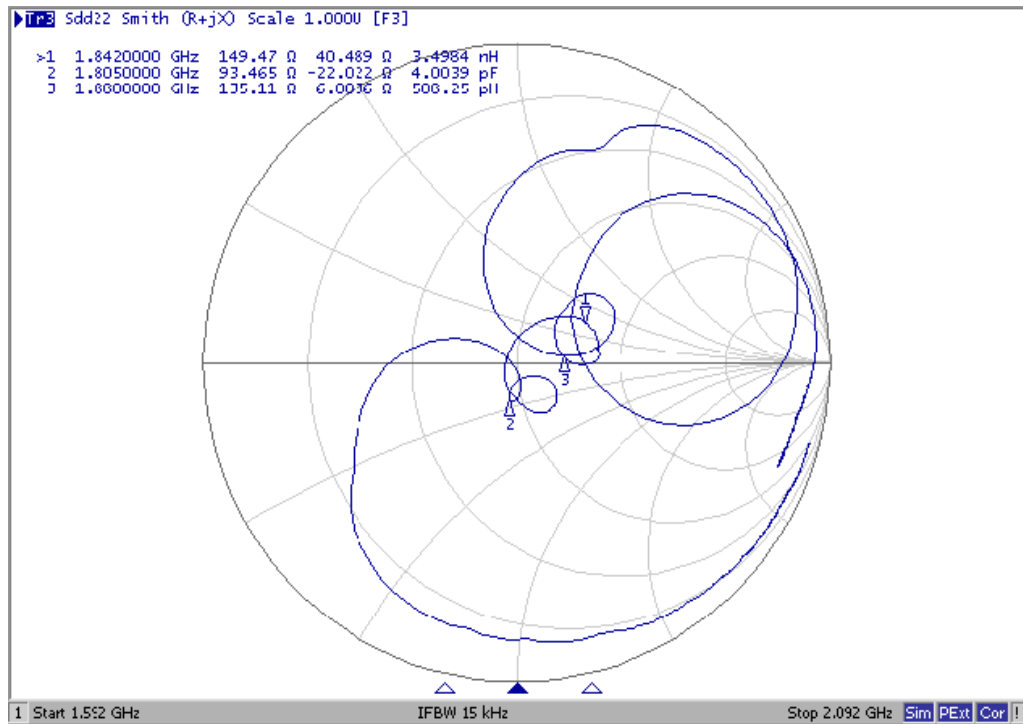 Tr3 Sdd22 Smith (R+jX) Scale 1.000U [F3]
>1 1.8420000 GHz 149.47 Ω 40.489 Ω 3.4984 nH
2 1.8050000 GHz 93.465 Ω -22.022 Ω 4.0039 pF
3 1.8800000 GHz 135.11 Ω 6.0036 Ω 508.25 pH
1
3
2
1 Start 1.592 GHz IFBW 15 kHz Stop 2.092 GHz Sim PExt Cor !